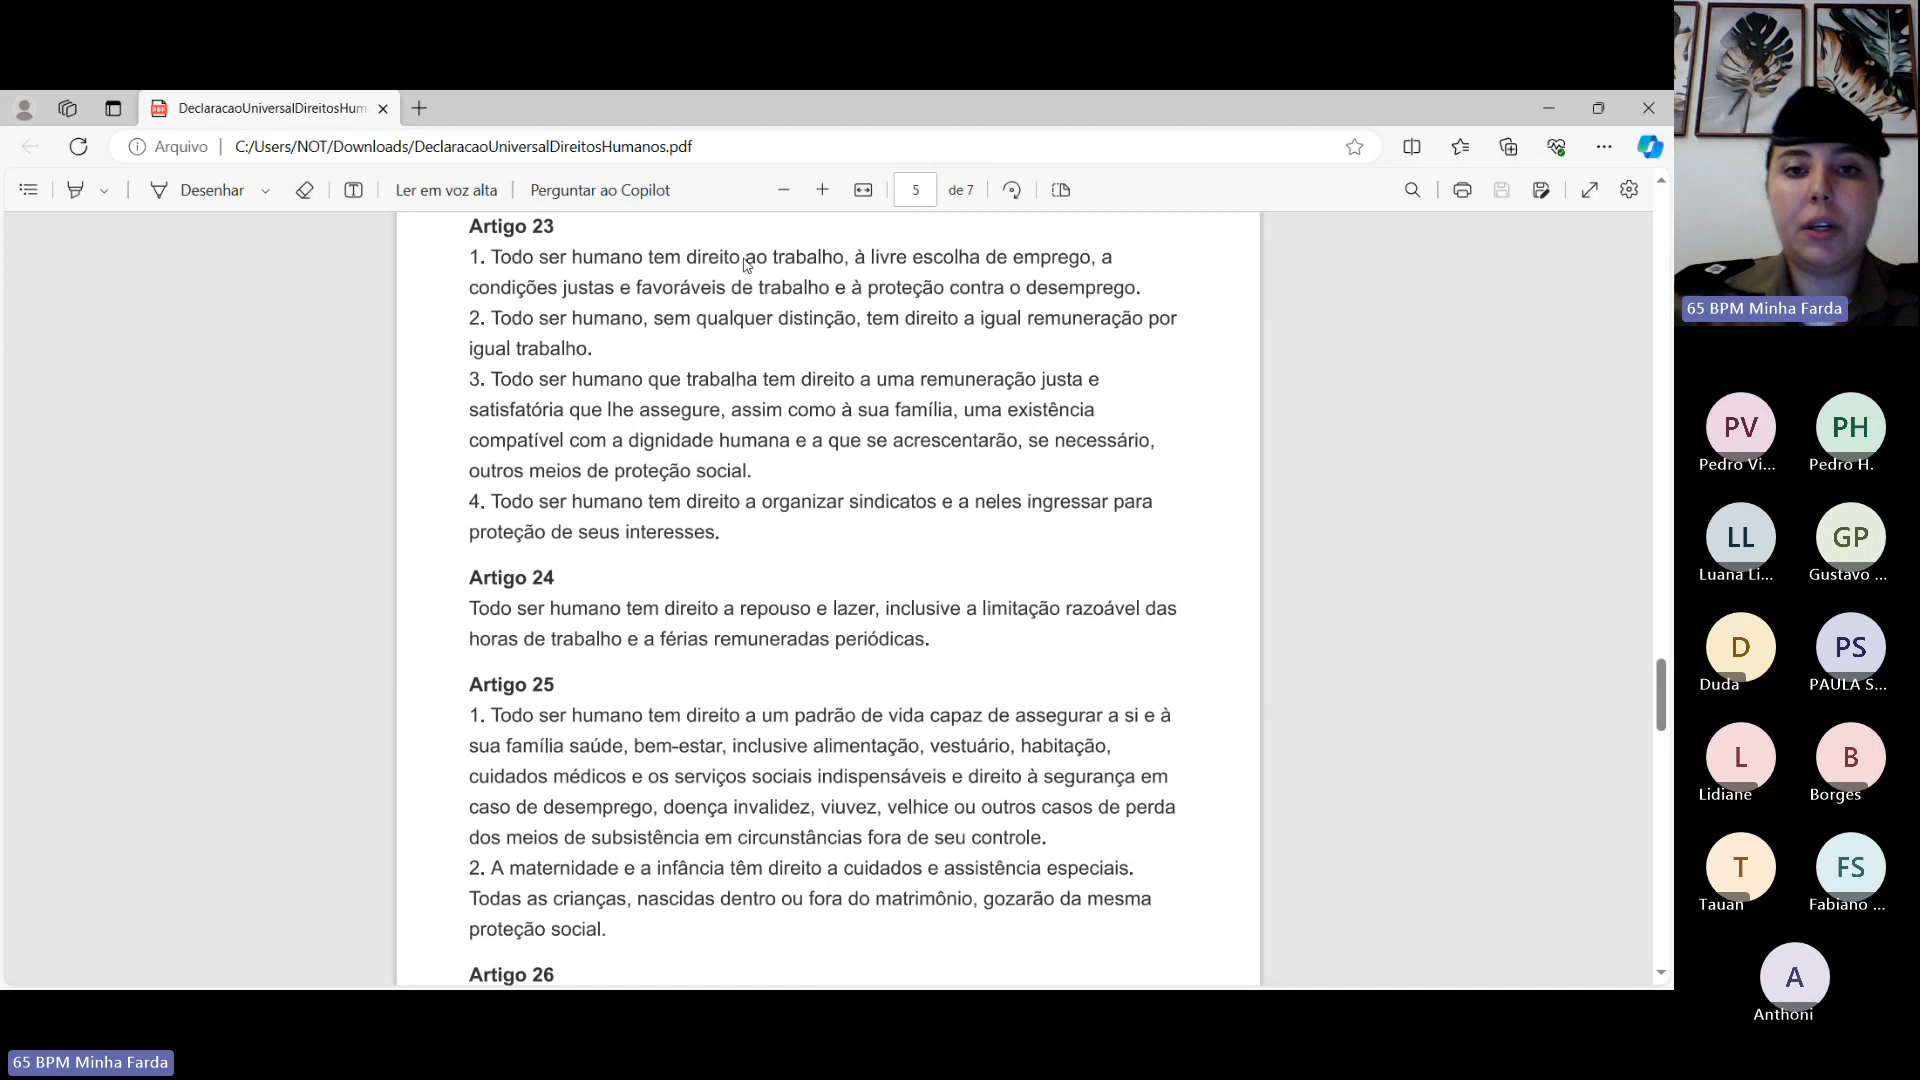 DeclaracaoUniversalDireitosHum
Arquivo
C:/Users/NOT/Downloads/DeclaracaoUniversalDireitosHumanos.pdf
Desenhar
Ler em voz alta
Perguntar ao Copilot
5 de 7
Artigo 23
1. Todo ser humano tem direito ao trabalho, à livre escolha de emprego, a
condições justas e favoráveis de trabalho e à proteção contra o desemprego.
2. Todo ser humano, sem qualquer distinção, tem direito a igual remuneração por
igual trabalho.
3. Todo ser humano que trabalha tem direito a uma remuneração justa e
satisfatória que lhe assegure, assim como à sua família, uma existência
compatível com a dignidade humana e a que se acrescentarão, se necessário,
outros meios de proteção social.
4. Todo ser humano tem direito a organizar sindicatos e a neles ingressar para
proteção de seus interesses.
Artigo 24
Todo ser humano tem direito a repouso e lazer, inclusive a limitação razoável das
horas de trabalho e a férias remuneradas periódicas.
Artigo 25
1. Todo ser humano tem direito a um padrão de vida capaz de assegurar a si e à
sua família saúde, bem-estar, inclusive alimentação, vestuário, habitação,
cuidados médicos e os serviços sociais indispensáveis e direito à segurança em
caso de desemprego, doença invalidez, viuvez, velhice ou outros casos de perda
dos meios de subsistência em circunstâncias fora de seu controle.
2. A maternidade e a infância têm direito a cuidados e assistência especiais.
Todas as crianças, nascidas dentro ou fora do matrimônio, gozarão da mesma
proteção social.
Artigo 26
65 BPM Minha Farda
PV
Pedro Vi...
PH
Pedro H.
LL
Luana Li...
GP
Gustavo ...
D
Duda
PS
PAULA S...
L
Lidiane
B
Borges
T
Tauan
FS
Fabiano ...
A
Anthoni
65 BPM Minha Farda